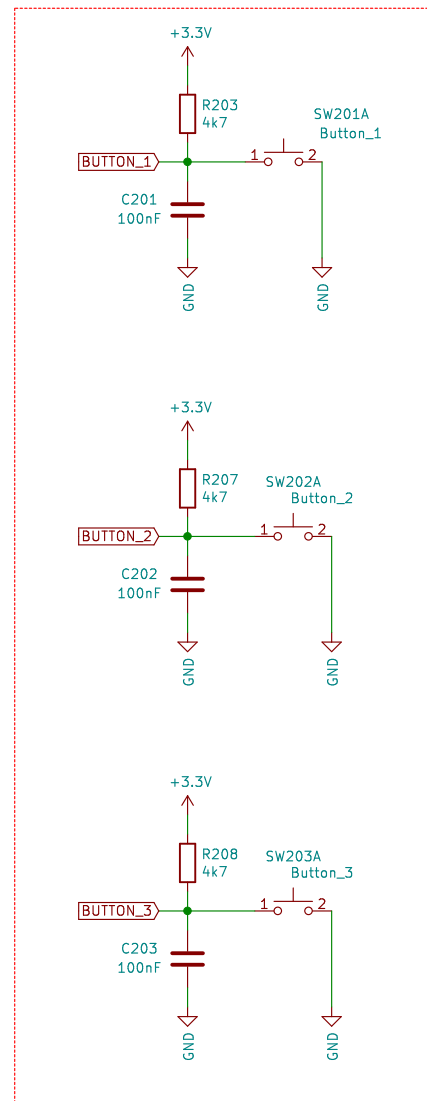 +3.3V
R203
4k7
SW201A
Button_1
BUTTON_1
1
2
C201
100nF
GND
GND
+3.3V
R207
4k7
SW202A
Button_2
BUTTON_2
1
2
C202
100nF
GND
GND
+3.3V
R208
4k7
SW203A
Button_3
BUTTON_3
1
2
C203
100nF
GND
GND